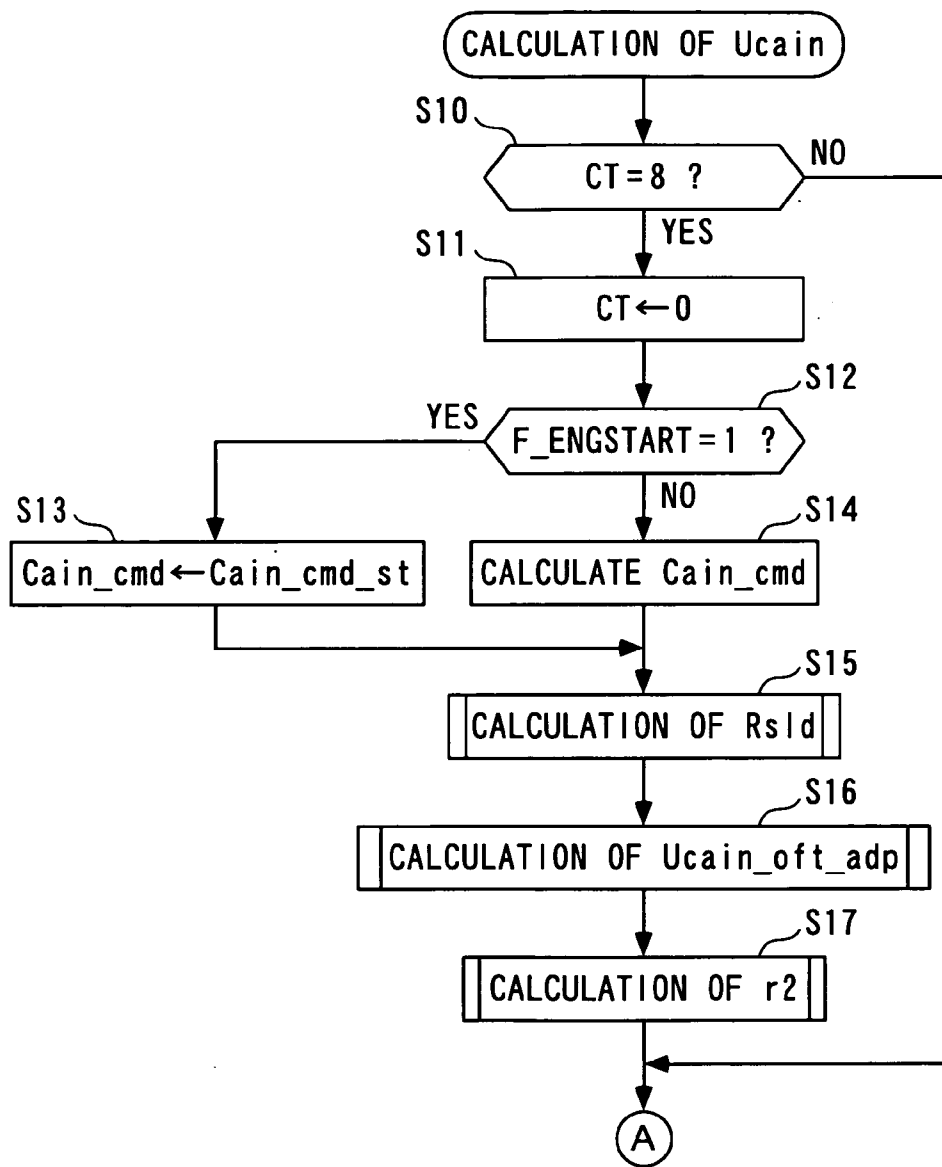 CALCULATION OF Ucain
S10
NO
CT=8 ?
YES
S11
CT←0
S12
YES
F_ENGSTART=1 ?
NO
S13
S14
Cain_cmd←Cain_cmd_st
CALCULATE Cain_cmd
S15
CALCULATION OF Rsld
S16
CALCULATION OF Ucain_oft_adp
S17
CALCULATION OF r2
A